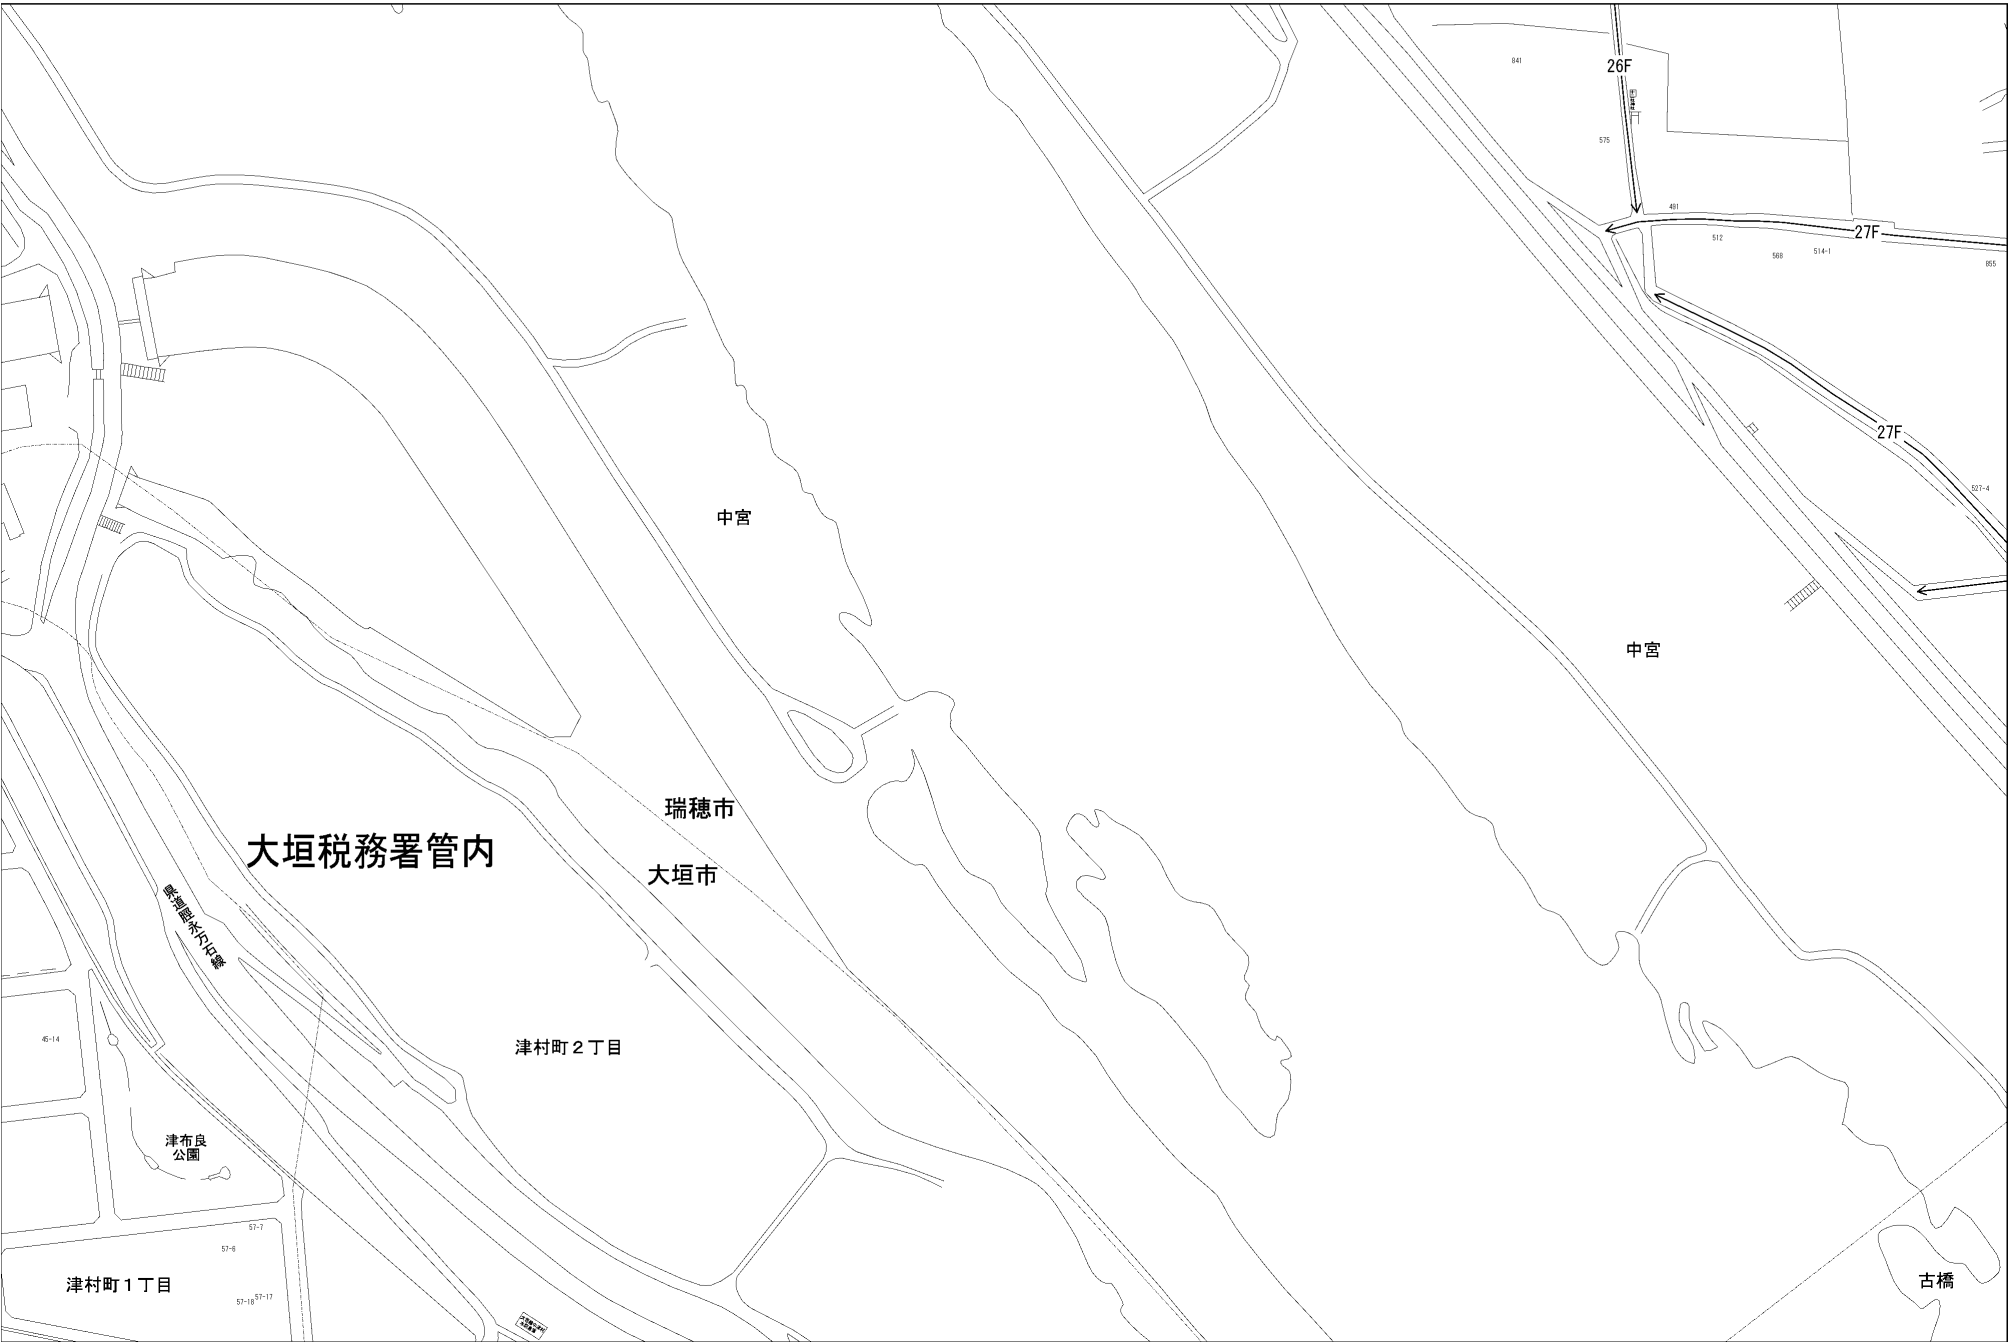 841
26F
575
491
512
27F
514-1
568
855
27F
527-4
中宮
中宮
瑞穂市
大垣税務署管内
大垣市
県道脛永万石線
45-14
津村町2丁目
津布良
公園
57-7
57-6
津村町1丁目
57-18
57-17
古橋